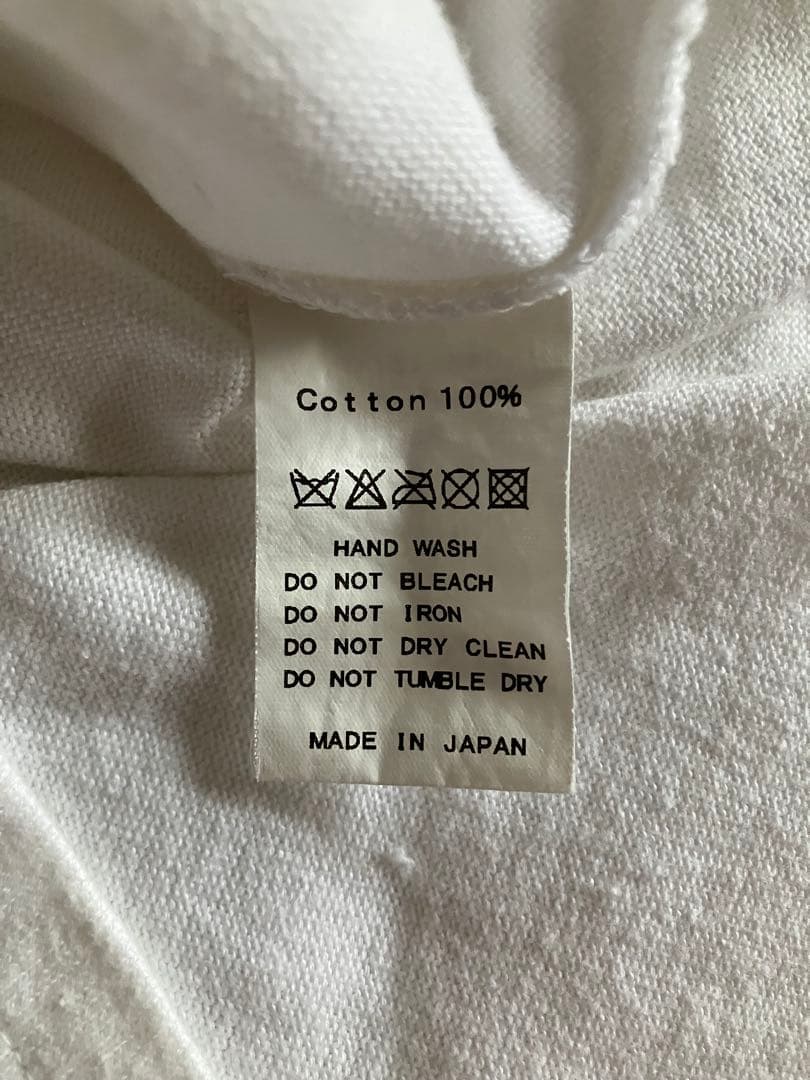 Cotton 100%
HAND WASH
DO NOT BLEACH
DO NOT IRON
DO NOT DRY CLEAN
DO NOT TUMBLE DRY
MADE IN JAPAN